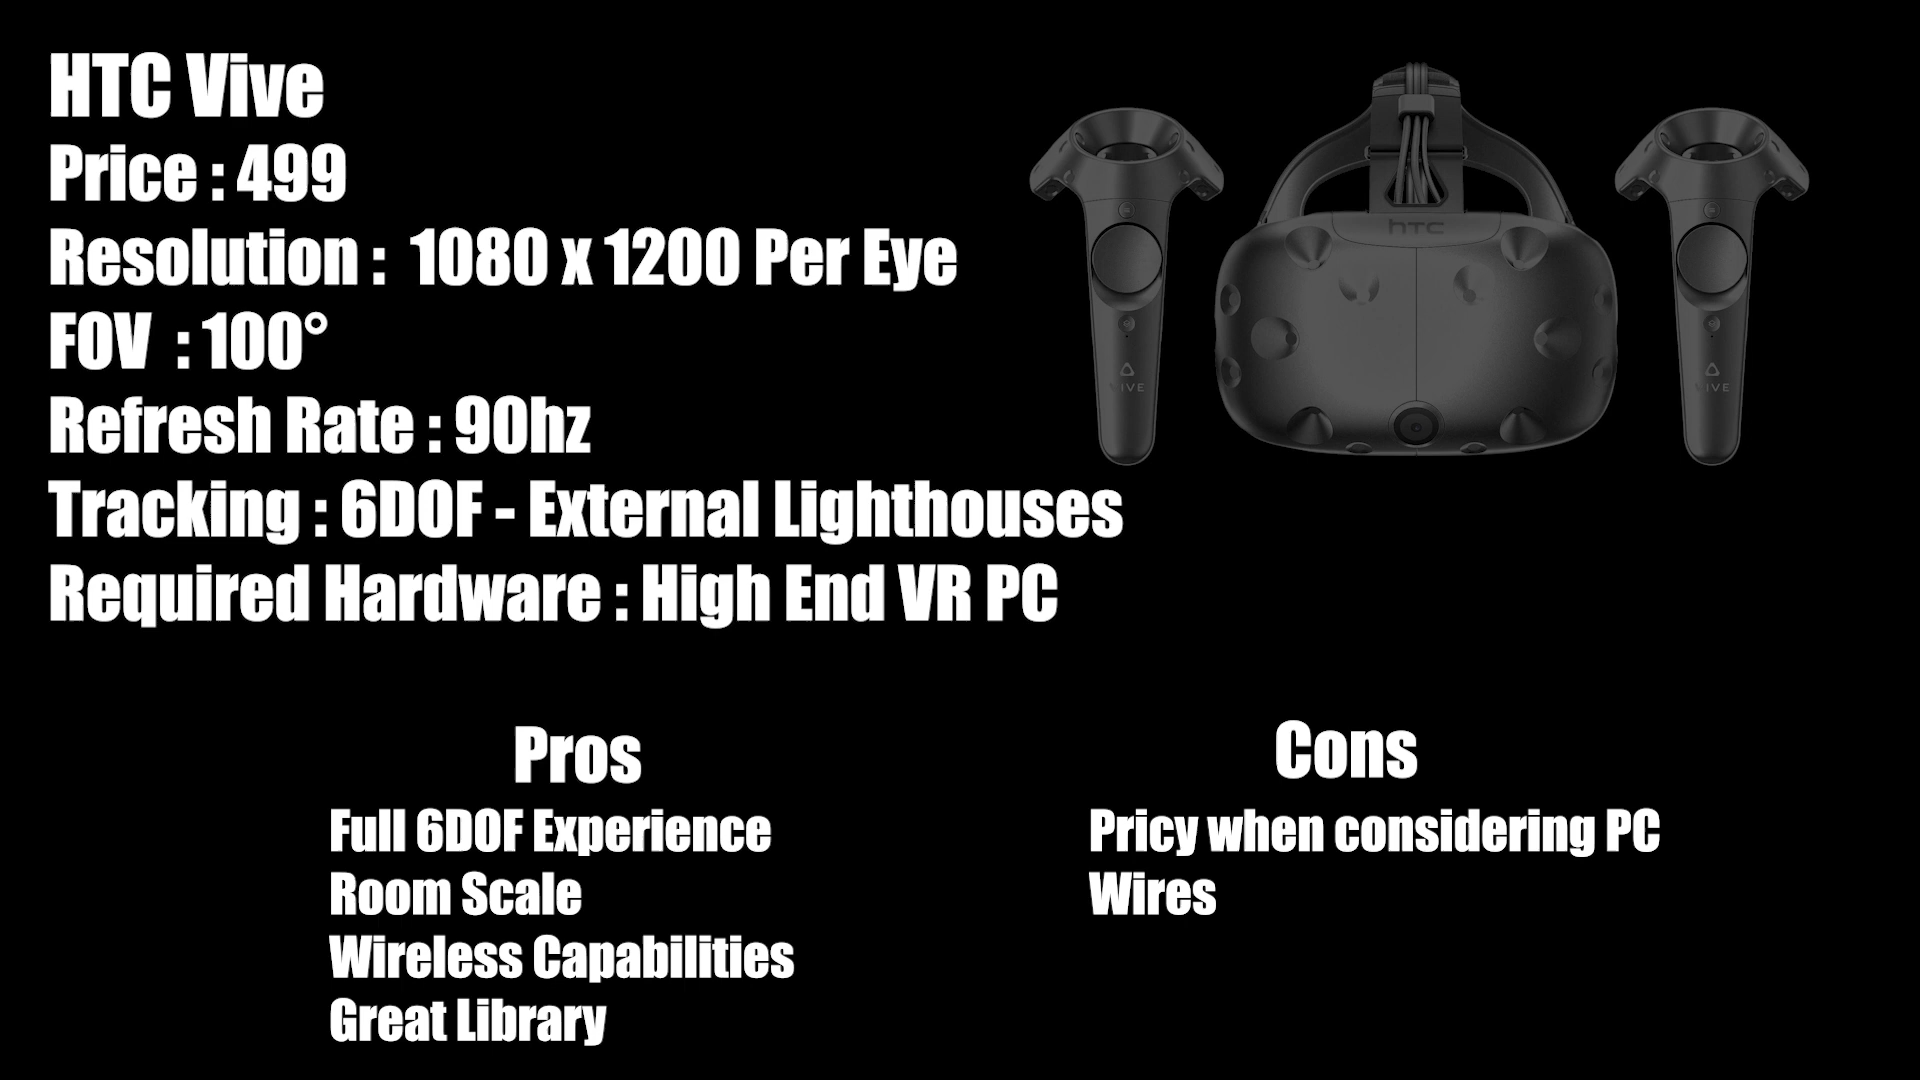 HTC Vive
Price : 499
Resolution :  1080 x 1200 Per Eye
FOV  : 100°
Refresh Rate : 90hz
Tracking : 6DOF - External Lighthouses
Required Hardware : High End VR PC
hTC
VIVE
VIVE
Pros
Full 6DOF Experience
Room Scale
Wireless Capabilities
Great Library
Cons
Pricy when considering PC
Wires